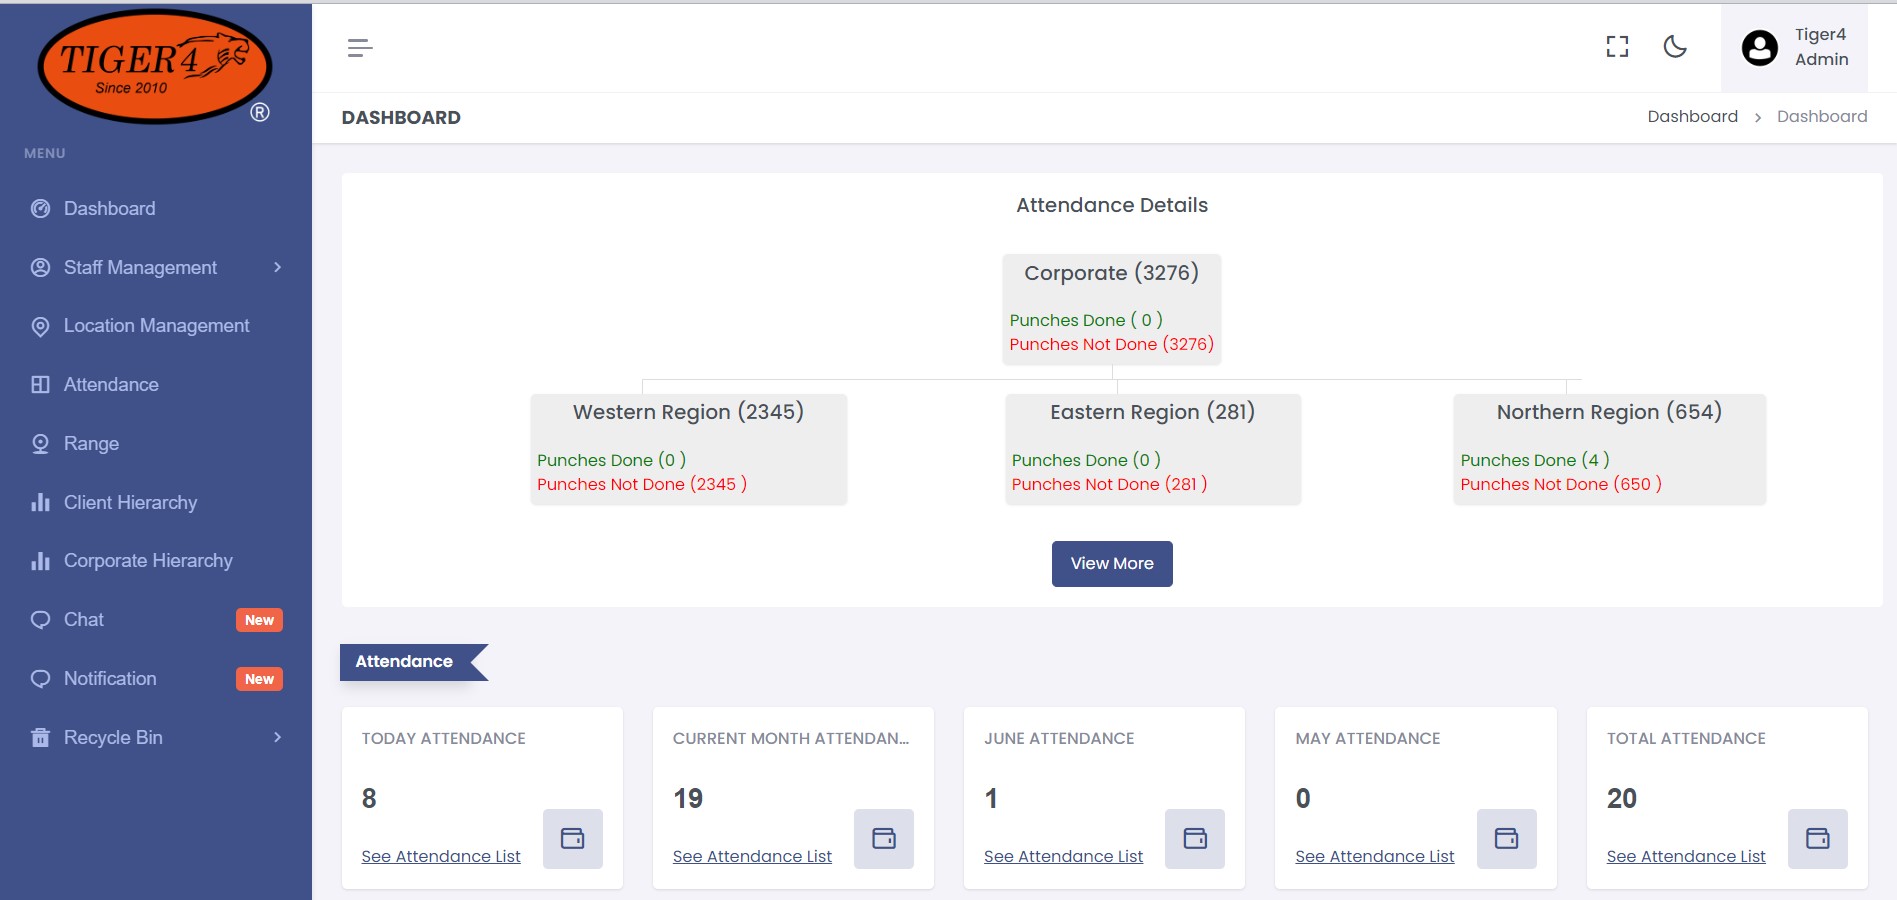 TIGER4
Since 2010
®
MENU
Dashboard
Staff Management
Location Management
Attendance
Range
Client Hierarchy
Corporate Hierarchy
Chat New
Notification New
Recycle Bin
Tiger4
Admin
DASHBOARD
Dashboard > Dashboard
Attendance Details
Corporate (3276)
Punches Done ( 0 )
Punches Not Done (3276)
Western Region (2345)
Punches Done (0 )
Punches Not Done (2345 )
Eastern Region (281)
Punches Done (0 )
Punches Not Done (281 )
Northern Region (654)
Punches Done (4 )
Punches Not Done (650 )
View More
Attendance
TODAY ATTENDANCE
8
See Attendance List
CURRENT MONTH ATTENDAN...
19
See Attendance List
JUNE ATTENDANCE
1
See Attendance List
MAY ATTENDANCE
0
See Attendance List
TOTAL ATTENDANCE
20
See Attendance List